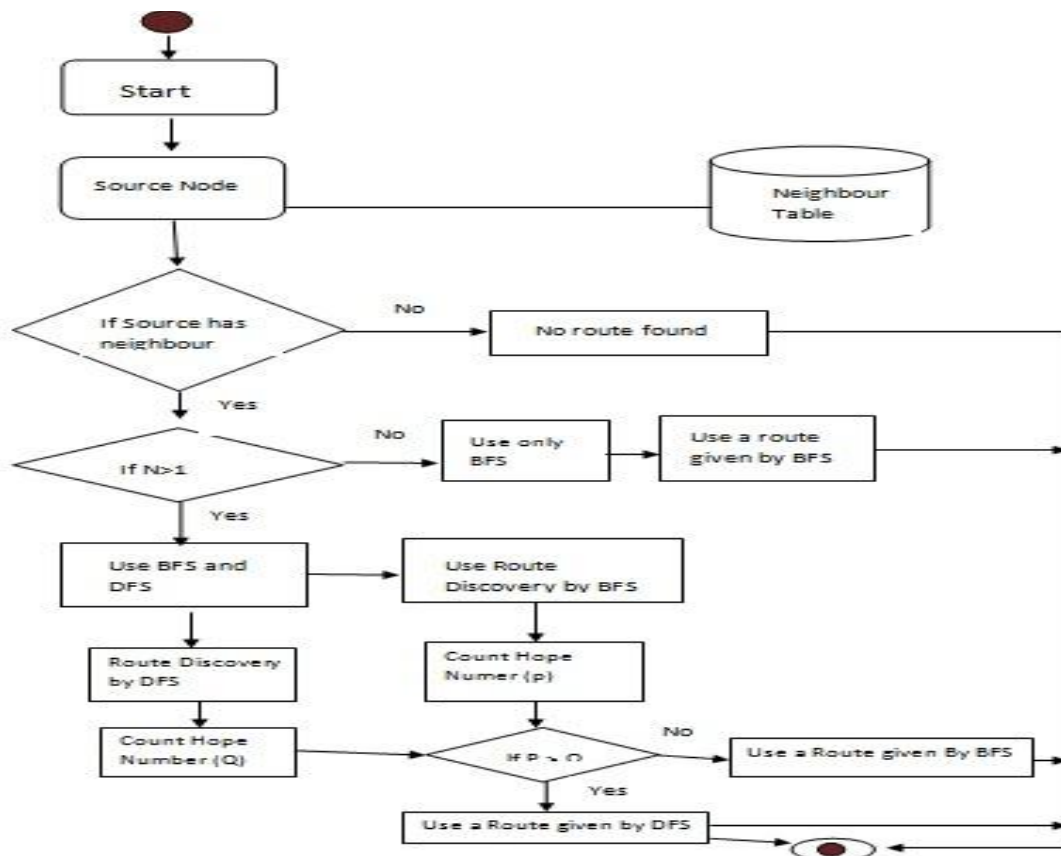 Start
Source Node
Neighbour
Table
If Source has
neighbour
No
No route found
Yes
If N>1
No
Use only
BFS
Use a route
given by BFS
Yes
Use BFS and
DFS
Use Route
Discovery by BFS
Route Discovery
by DFS
Count Hope
Numer (p)
Count Hope
Number (Q)
If P >
No
Use a Route given By BFS
Yes
Use a Route given by DFS